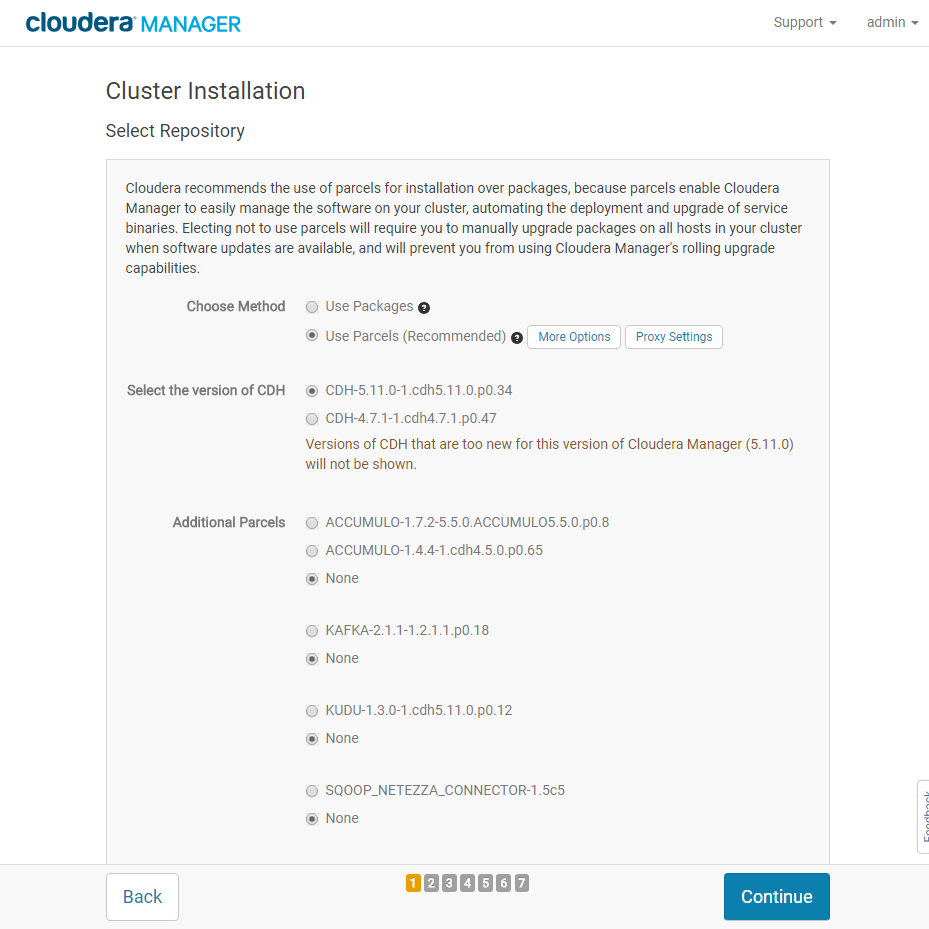 cloudera MANAGER
Support
admin
Cluster Installation
Select Repository
Cloudera recommends the use of parcels for installation over packages, because parcels enable Cloudera
Manager to easily manage the software on your cluster, automating the deployment and upgrade of service
binaries. Electing not to use parcels will require you to manually upgrade packages on all hosts in your cluster
when software updates are available, and will prevent you from using Cloudera Manager's rolling upgrade
capabilities.
Choose Method
Use Packages ?
Use Parcels (Recommended) ? More Options Proxy Settings
Select the version of CDH
CDH-5.11.0-1.cdh5.11.0.p0.34
CDH-4.7.1-1.cdh4.7.1.p0.47
Versions of CDH that are too new for this version of Cloudera Manager (5.11.0)
will not be shown.
Additional Parcels
ACCUMULO-1.7.2-5.5.0.ACCUMULO5.5.0.p0.8
ACCUMULO-1.4.4-1.cdh4.5.0.p0.65
None
KAFKA-2.1.1-1.2.1.1.p0.18
None
KUDU-1.3.0-1.cdh5.11.0.p0.12
None
SQOOP_NETEZZA_CONNECTOR-1.5c5
None
Feedback
Back
1 2 3 4 5 6 7
Continue